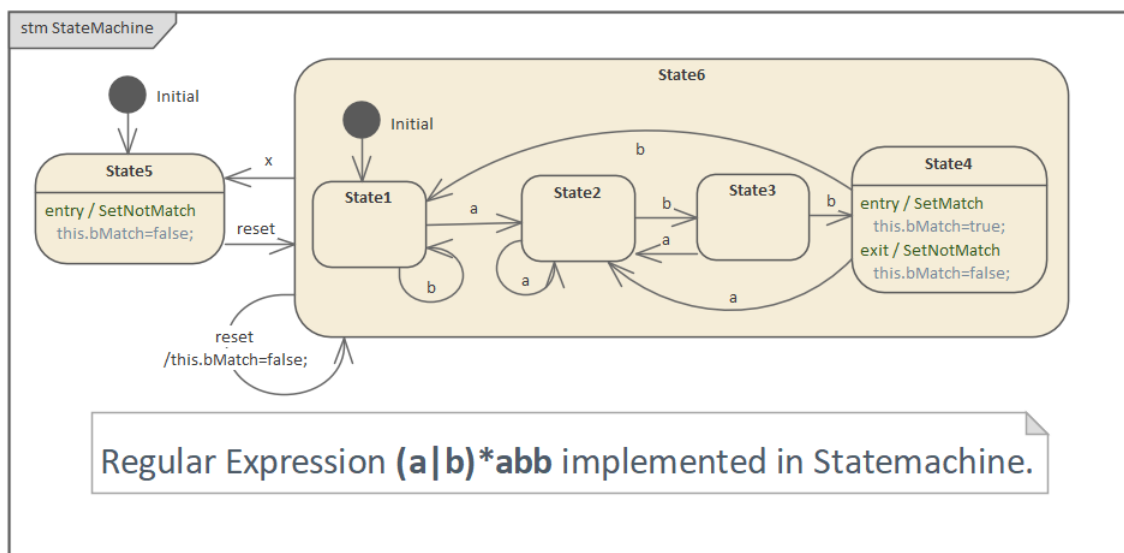 stm StateMachine
State6
Initial
Initial
State5
entry / SetNotMatch
this.bMatch=false;
x
reset
State1
a
b
State2
a
b
a
State3
b
b
a
State4
entry / SetMatch
this.bMatch=true;
exit / SetNotMatch
this.bMatch=false;
reset
/this.bMatch=false;
Regular Expression (a|b)*abb implemented in Statemachine.